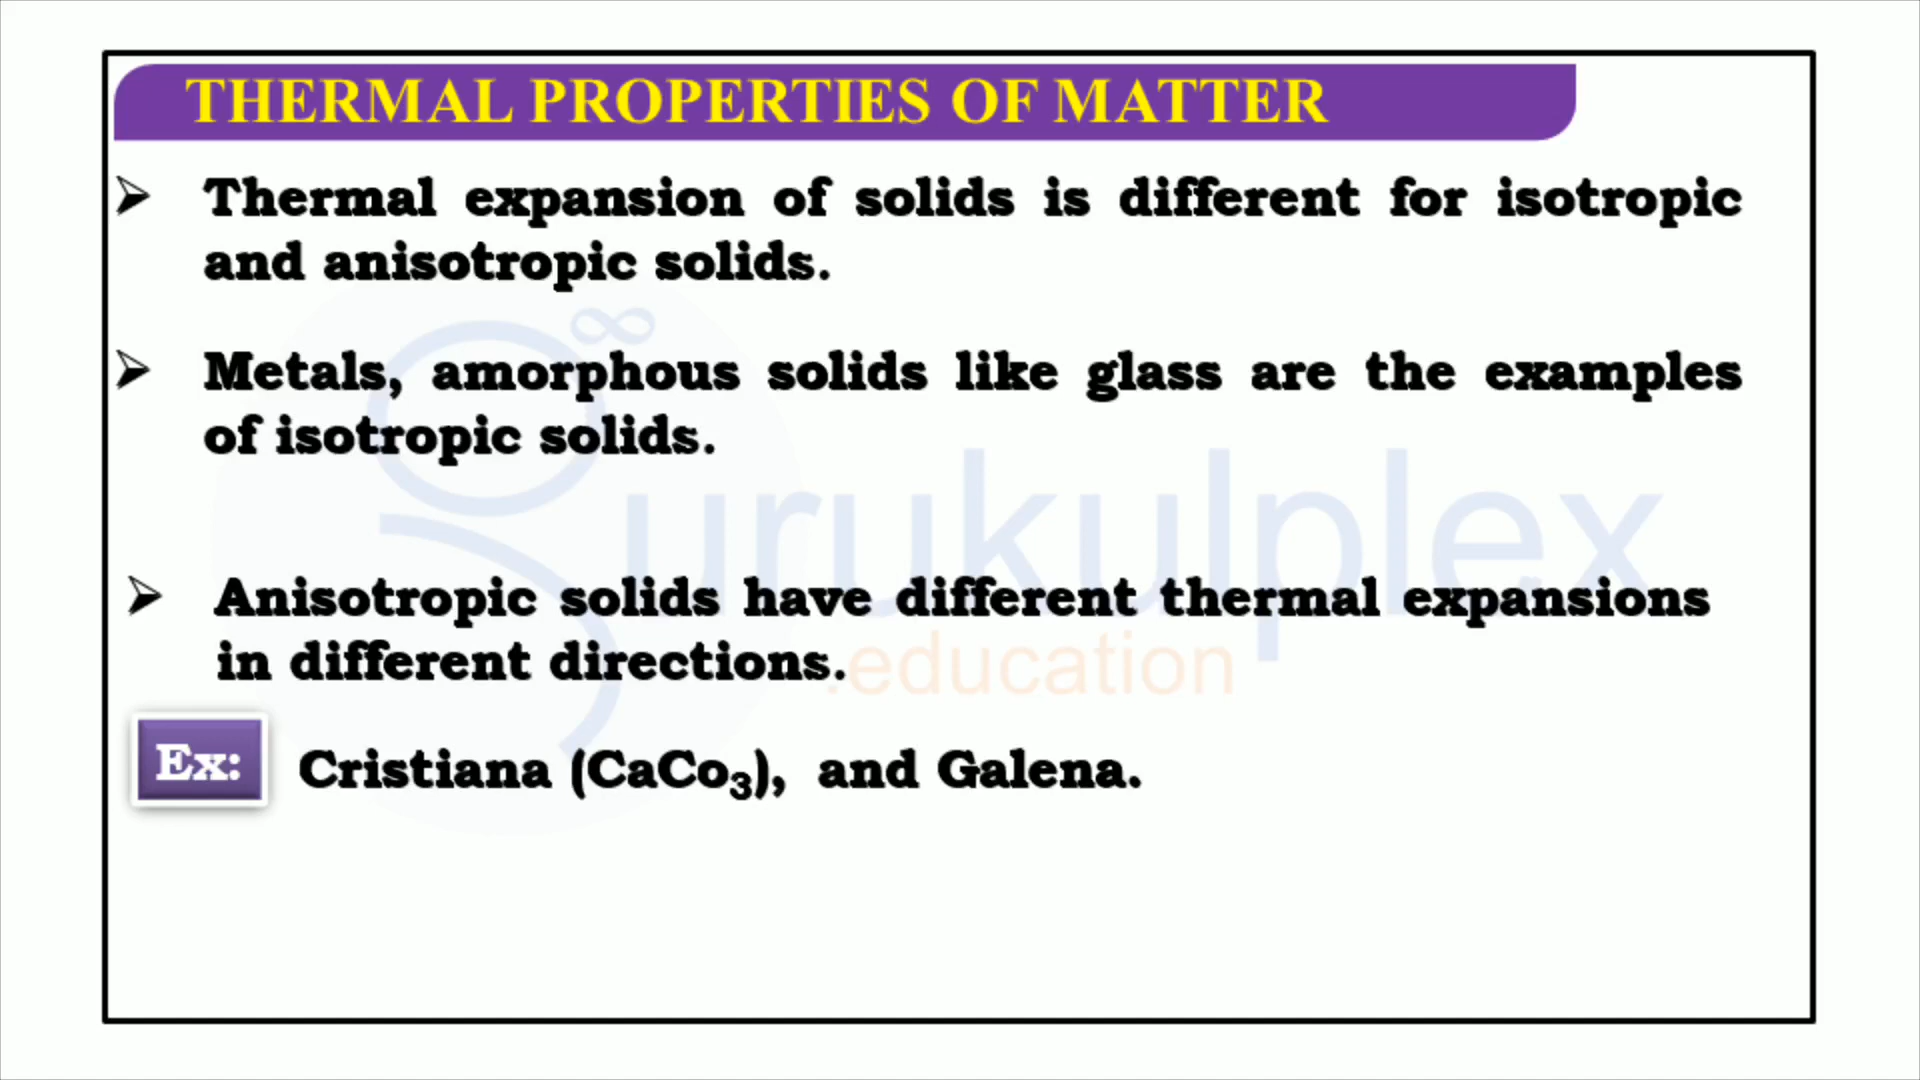 THERMAL PROPERTIES OF MATTER
Thermal expansion of solids is different for isotropic
and anisotropic solids.
Metals, amorphous solids like glass are the examples
of isotropic solids.
urukulplex
Anisotropic solids have different thermal expansions
in different directions.
.education
Ex: Cristiana (CaCo₃), and Galena.